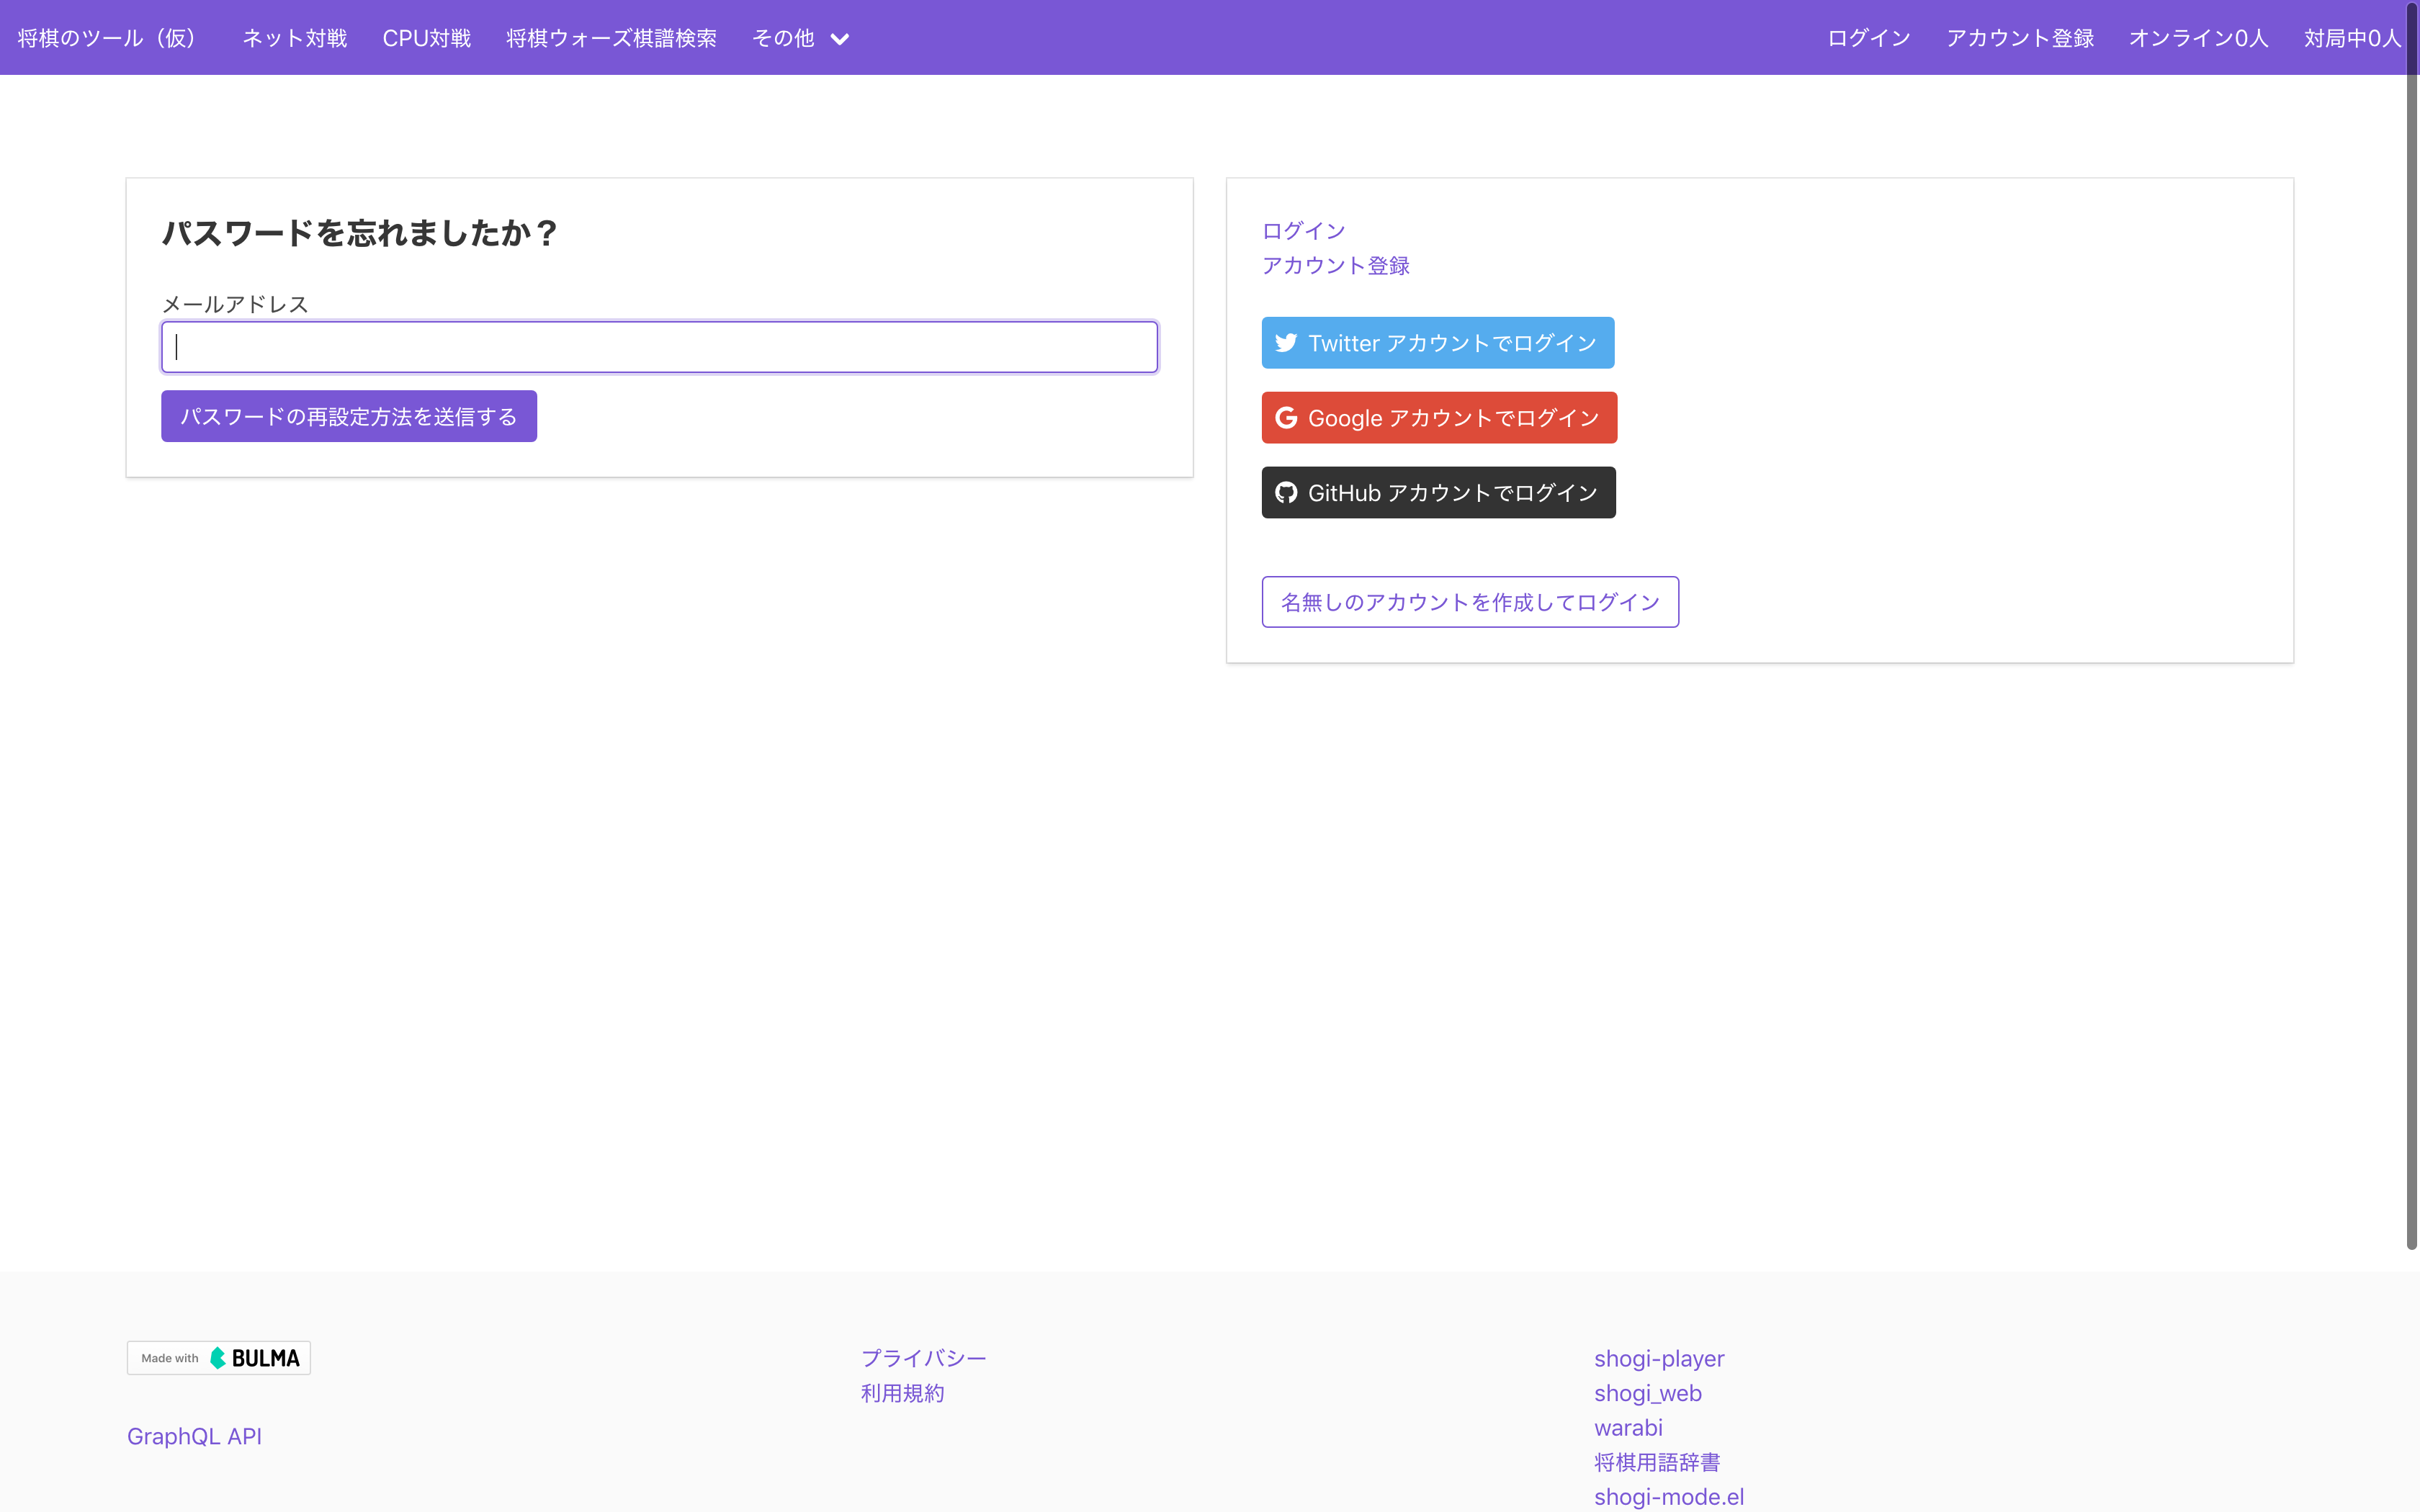 将棋のツール（仮） ネット対戦 CPU対戦 将棋ウォーズ棋譜検索 その他 ログイン アカウント登録 オンライン0人 対局中0人
パスワードを忘れましたか？
メールアドレス
パスワードの再設定方法を送信する
ログイン
アカウント登録
Twitter アカウントでログイン
Google アカウントでログイン
GitHub アカウントでログイン
名無しのアカウントを作成してログイン
Made with BULMA
GraphQL API
プライバシー
利用規約
shogi-player
shogi_web
warabi
将棋用語辞書
shogi-mode.el